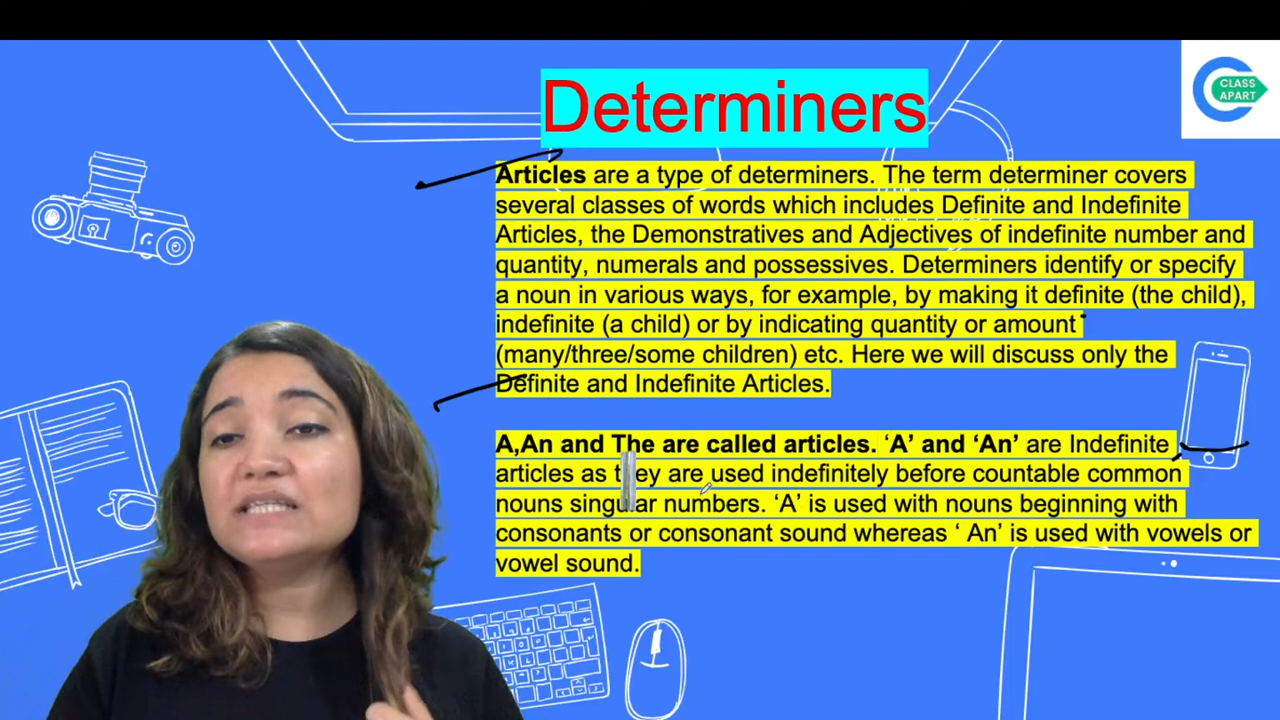 CLASS
APART
Determiners
Articles are a type of determiners. The term determiner covers
several classes of words which includes Definite and Indefinite
Articles, the Demonstratives and Adjectives of indefinite number and
quantity, numerals and possessives. Determiners identify or specify
a noun in various ways, for example, by making it definite (the child),
indefinite (a child) or by indicating quantity or amount
(many/three/some children) etc. Here we will discuss only the
Definite and Indefinite Articles.
A,An and The are called articles. ‘A’ and ‘An’ are Indefinite
articles as they are used indefinitely before countable common
nouns singular numbers. ‘A’ is used with nouns beginning with
consonants or consonant sound whereas ‘ An’ is used with vowels or
vowel sound.